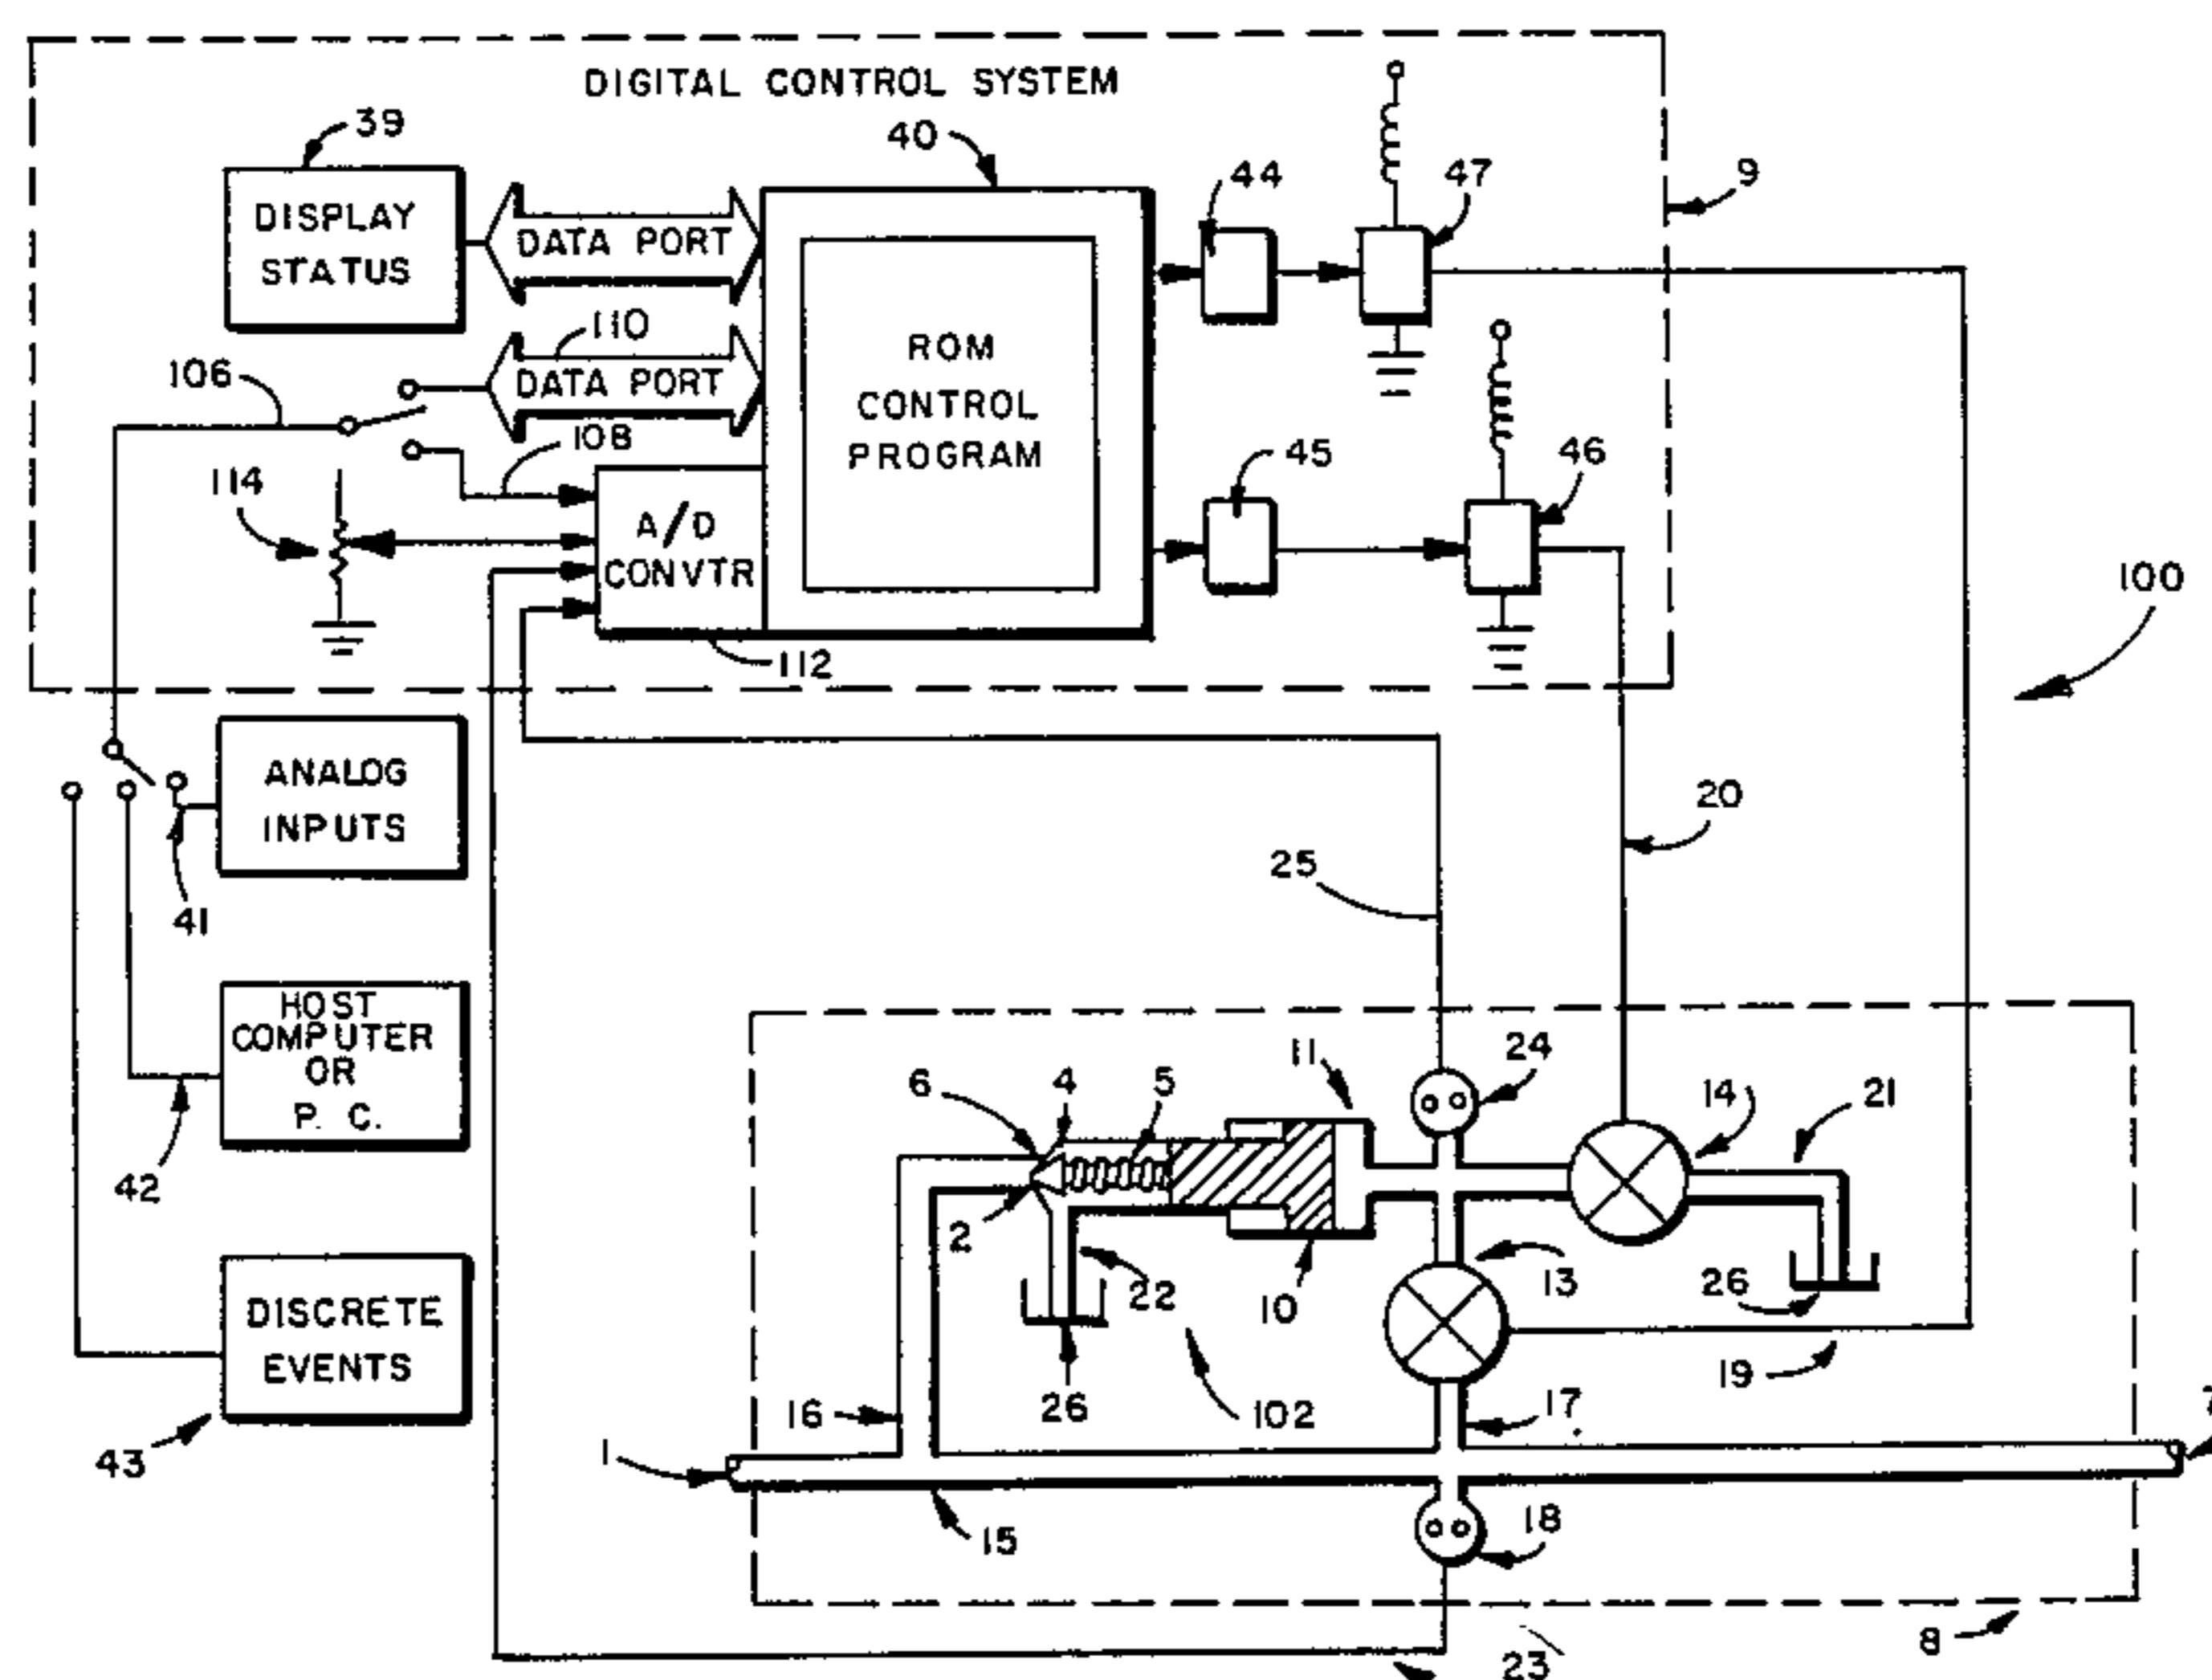 DIGITAL CONTROL SYSTEM
39
40
44
47
9
DISPLAY
STATUS
DATA PORT
110
DATA PORT
106
108
114
ROM
CONTROL
PROGRAM
A/D
CONVTR
112
45
46
100
ANALOG
INPUTS
41
20
25
HOST
COMPUTER
OR
P. C.
42
DISCRETE
EVENTS
43
6
4
5
11
24
14
21
2
22
10
13
26
26
19
16
102
17
1
7
15
18
8
23